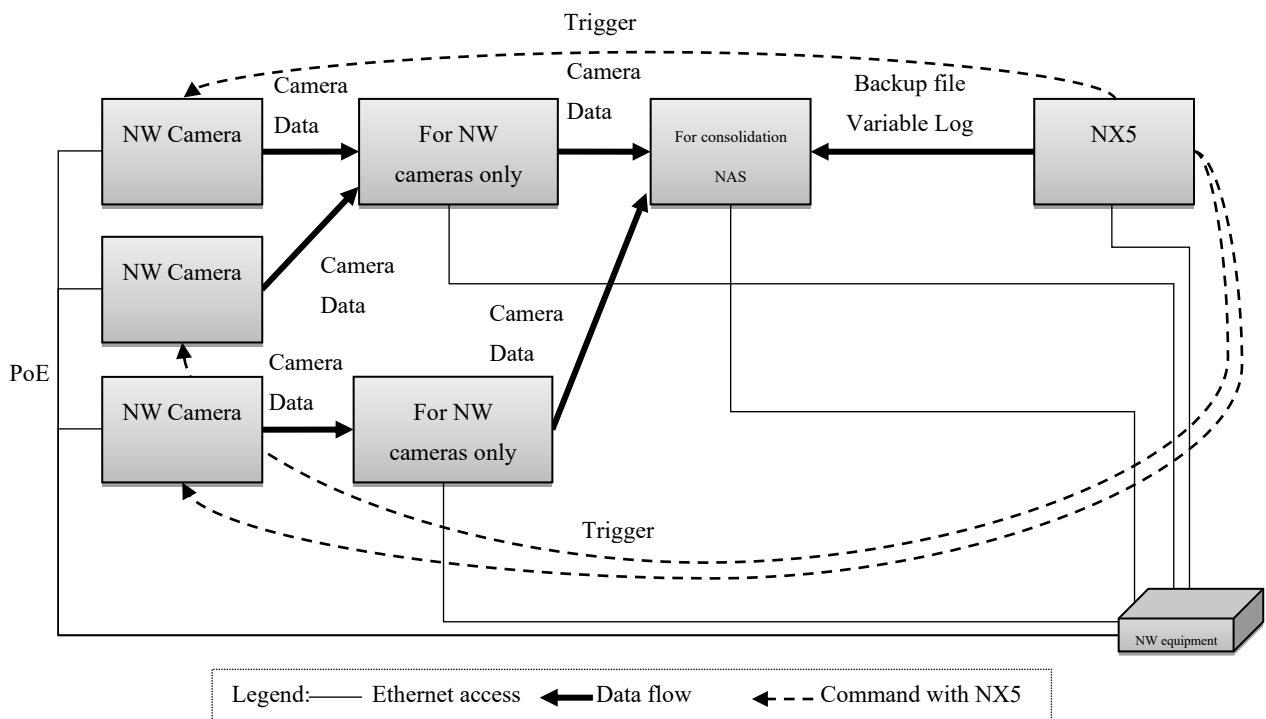 Trigger
Camera
Data
Camera
Data
Backup file
Variable Log
NW Camera
For NW
cameras only
For consolidation
NAS
NX5
NW Camera
Camera
Data
Camera
Data
PoE
NW Camera
Camera
Data
For NW
cameras only
Trigger
NW equipment
Legend: Ethernet access Data flow Command with NX5